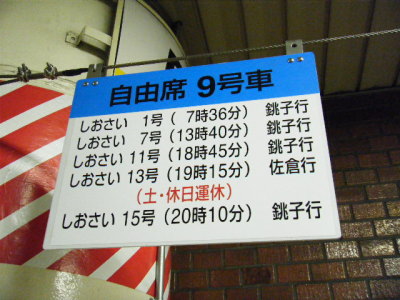 自由席 9号車
しおさい 1号 ( 7時36分) 銚子行
しおさい 7号 (13時40分) 銚子行
しおさい 11号 (18時45分) 銚子行
しおさい 13号 (19時15分) 佐倉行
(土・休日運休)
しおさい 15号 (20時10分) 銚子行